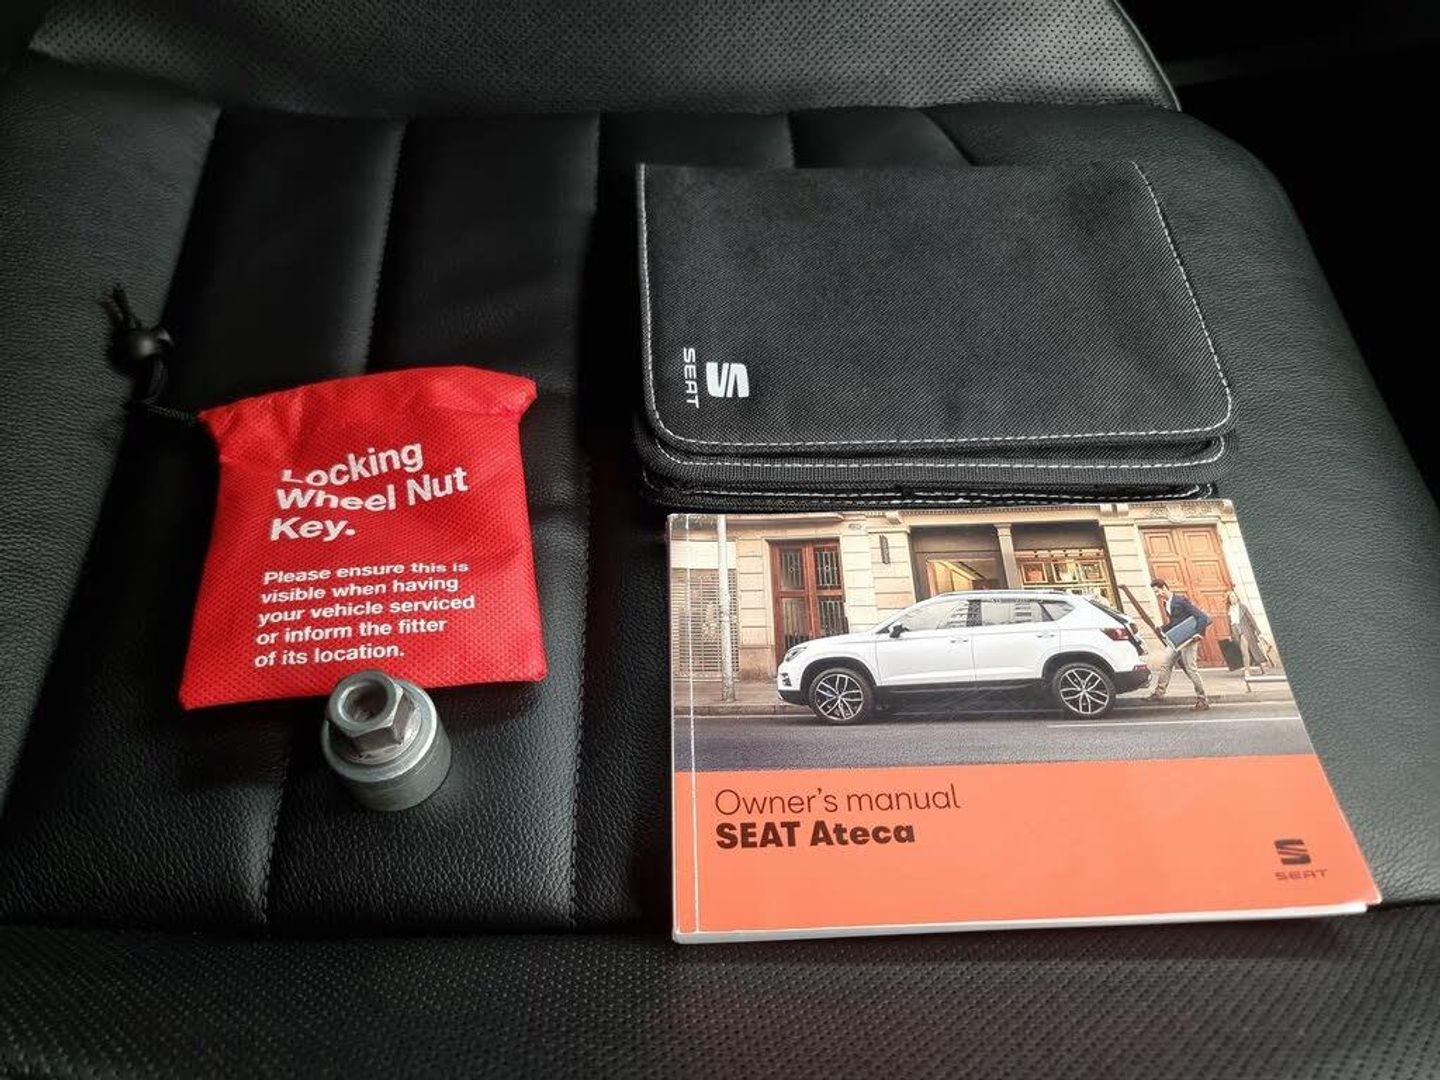 Locking
Wheel Nut
Key.
Please ensure this is
visible when having
your vehicle serviced
or inform the fitter
of its location.
SEAT
Owner's manual
SEAT Ateca
SEAT